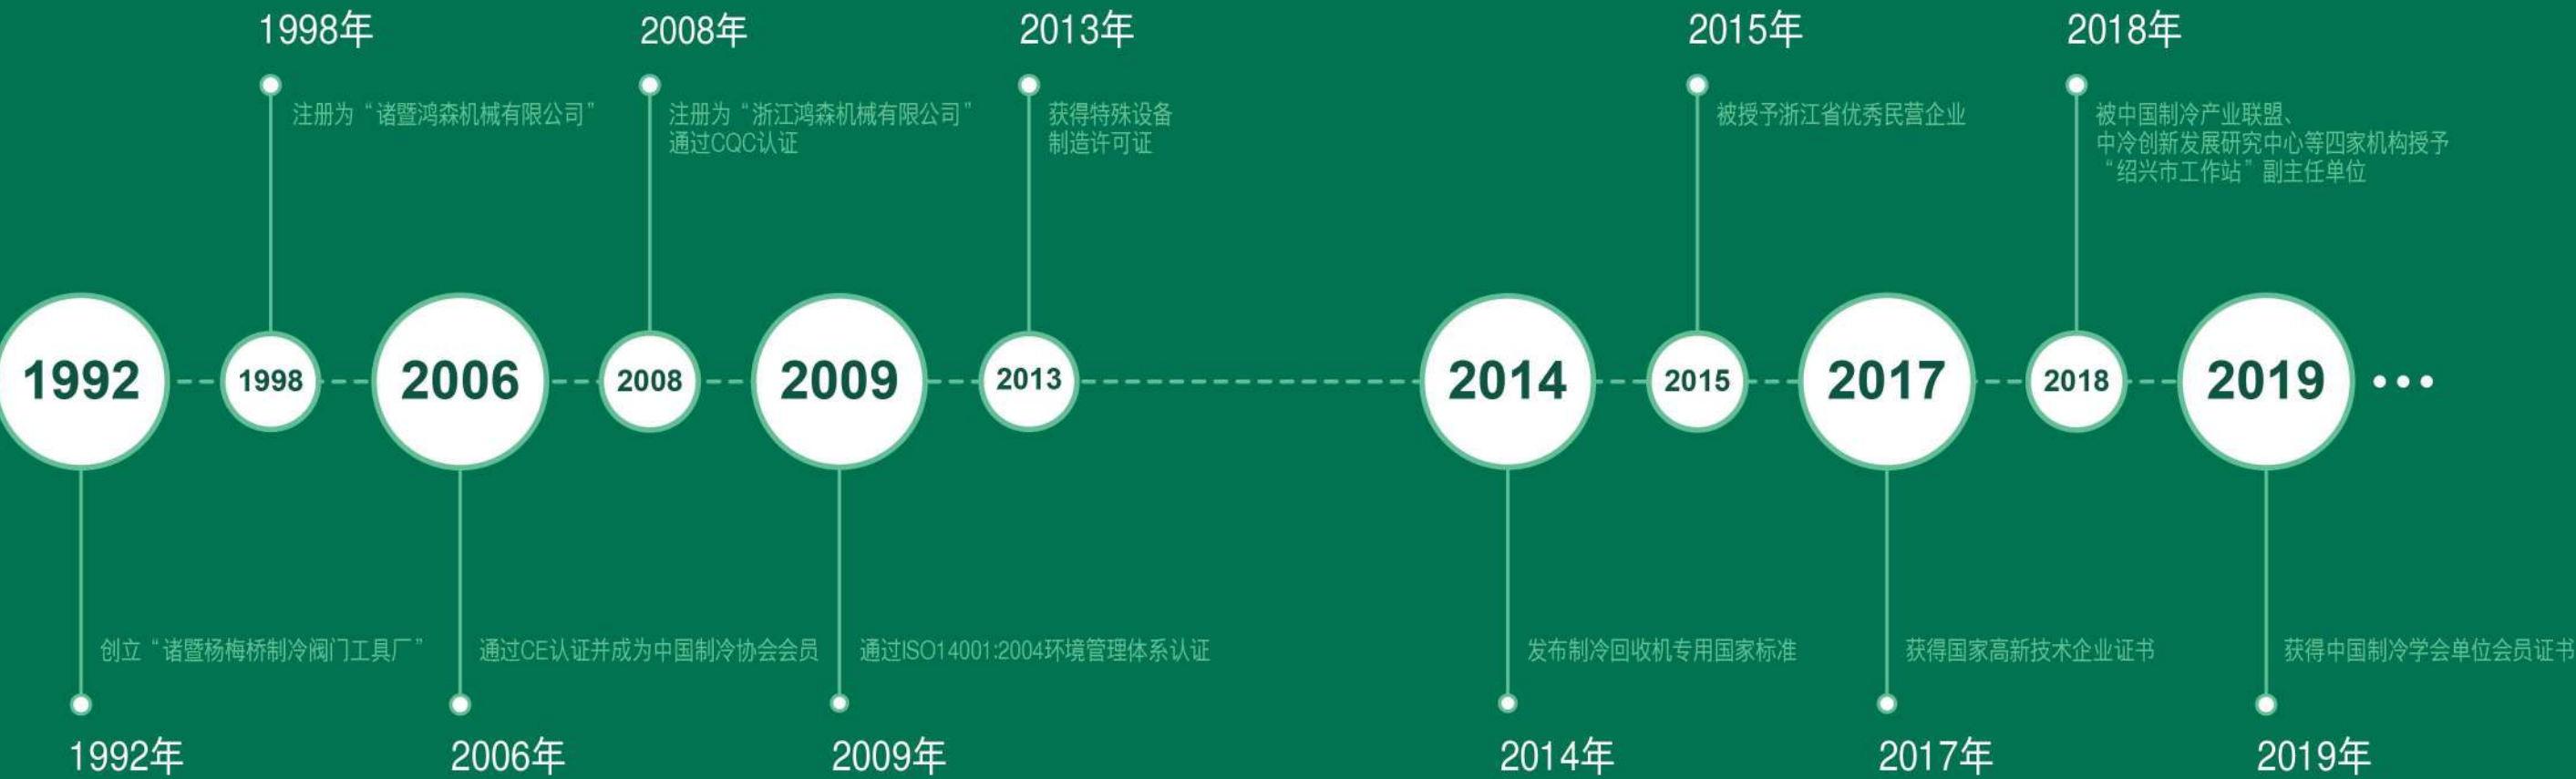 1998年
2008年
2013年
2015年
2018年
注册为“诸暨鸿森机械有限公司”
注册为“浙江鸿森机械有限公司”
通过CQC认证
获得特殊设备
制造许可证
被授予浙江省优秀民营企业
被中国制冷产业联盟、
中冷创新发展研究中心等四家机构授予
“绍兴市工作站”副主任单位
1992
1998
2006
2008
2009
2013
2014
2015
2017
2018
2019
创立“诸暨杨梅桥制冷阀门工具厂”
通过CE认证并成为中国制冷协会会员
通过ISO14001:2004环境管理体系认证
发布制冷回收机专用国家标准
获得国家高新技术企业证书
获得中国制冷学会单位会员证书
1992年
2006年
2009年
2014年
2017年
2019年